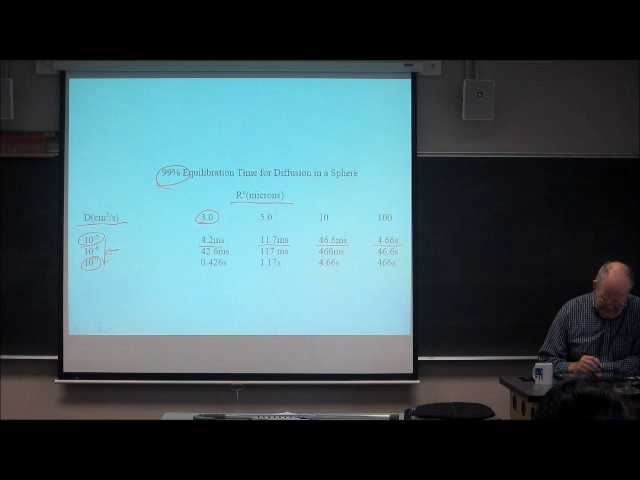 99% Equilibration Time for Diffusion in a Sphere
R°(microns)
D(cm²/s) 3.0 5.0 10 100
10⁻⁵ 4.2ms 11.7ms 46.6ms 4.66s
10⁻⁶ 42.6ms 117 ms 466ms 46.6s
0.426s 1.17s 4.66s 466s